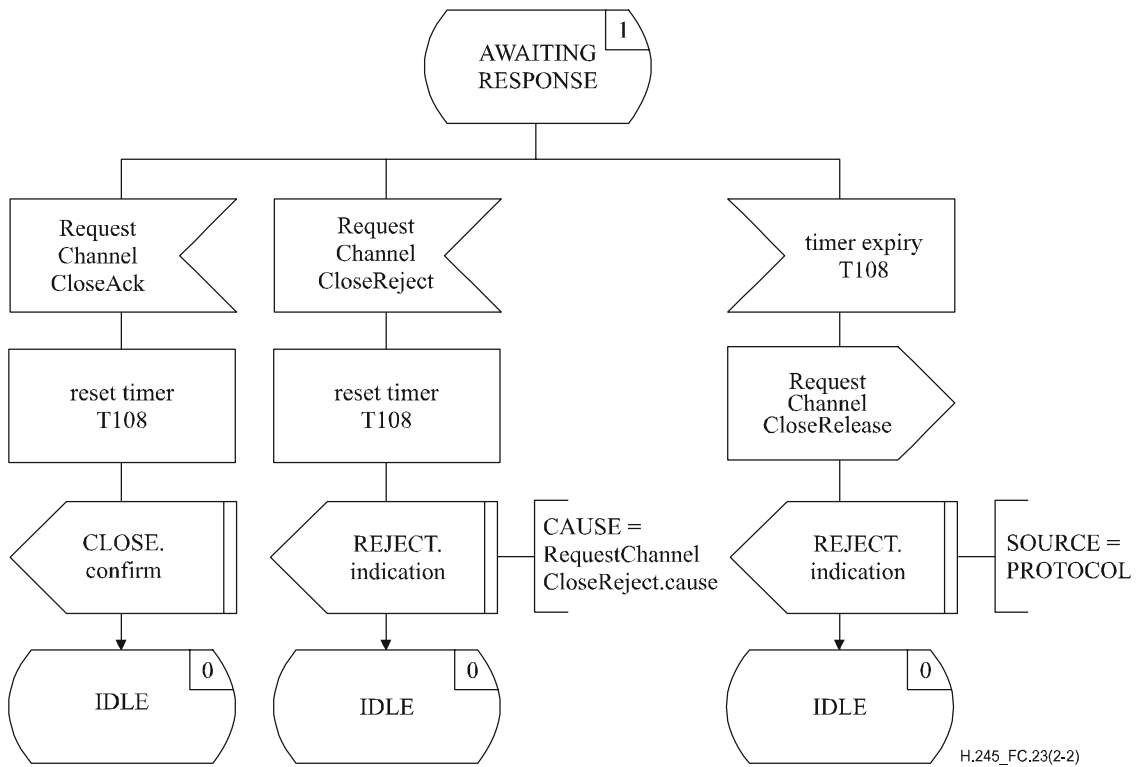 1
AWAITING
RESPONSE
Request
Channel
CloseAck
Request
Channel
CloseReject
timer expiry
T108
reset timer
T108
reset timer
T108
Request
Channel
CloseRelease
CLOSE.
confirm
REJECT.
indication
CAUSE =
RequestChannel
CloseReject.cause
REJECT.
indication
SOURCE =
PROTOCOL
0
IDLE
0
IDLE
0
IDLE
H.245_FC.23(2-2)